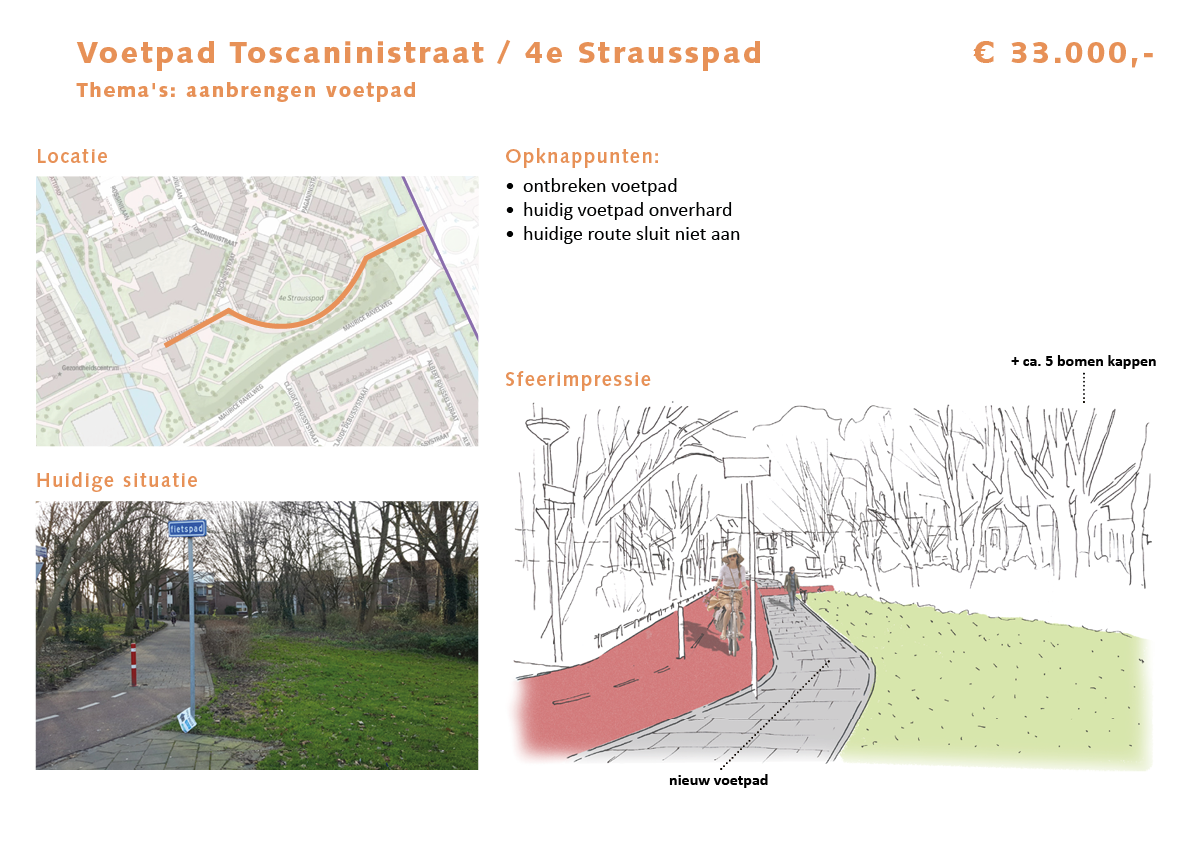 Voetpad Toscaninistraat / 4e Strausspad
€ 33.000,-
Thema's: aanbrengen voetpad
Locatie
TOSCANINISTRAAT
4e Strausspad
MAURICE RAVELWEG
Gezondheidscentrum
MAURICE RAVELWEG
CLAUDE DEBUSSYSTRAAT
Huidige situatie
fietspad
Opknappunten:
• ontbreken voetpad
• huidig voetpad onverhard
• huidige route sluit niet aan
Sfeerimpressie
+ ca. 5 bomen kappen
nieuw voetpad